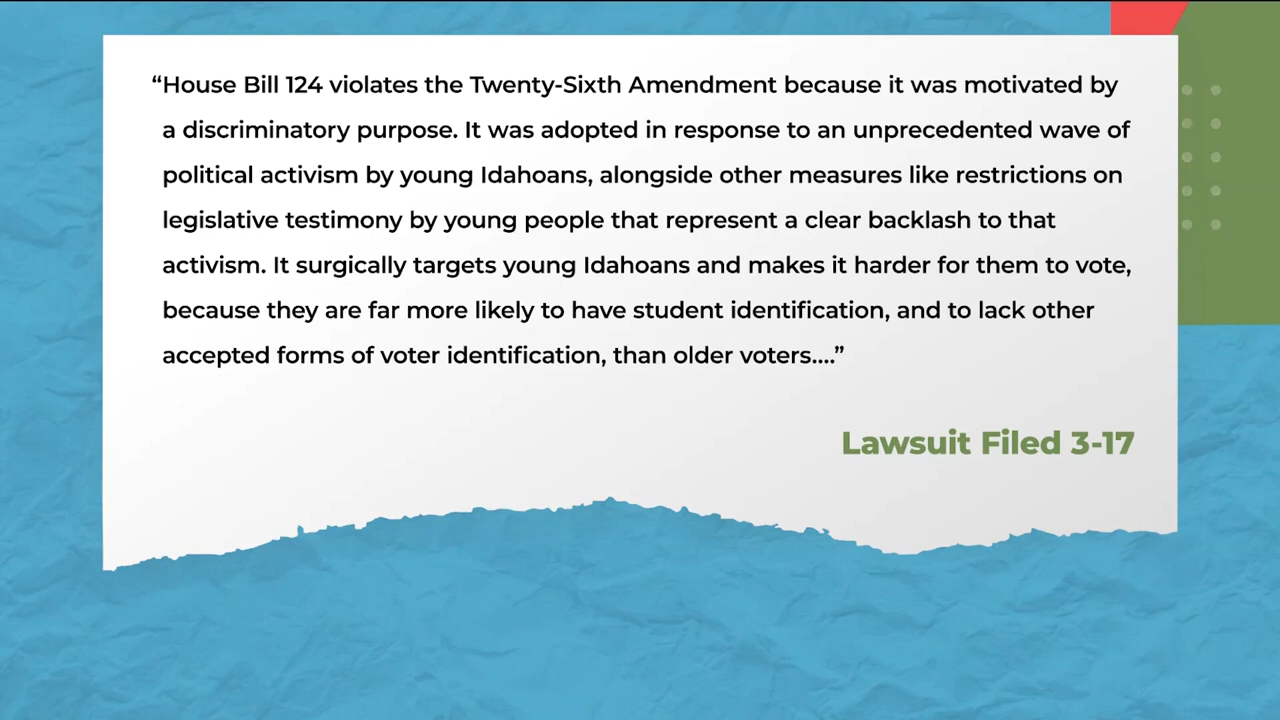 “House Bill 124 violates the Twenty-Sixth Amendment because it was motivated by
a discriminatory purpose. It was adopted in response to an unprecedented wave of
political activism by young Idahoans, alongside other measures like restrictions on
legislative testimony by young people that represent a clear backlash to that
activism. It surgically targets young Idahoans and makes it harder for them to vote,
because they are far more likely to have student identification, and to lack other
accepted forms of voter identification, than older voters....”
Lawsuit Filed 3-17